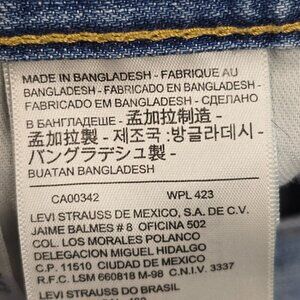 MADE IN BANGLADESH - FABRIQUE AU
BANGLADESH - FABRICADO EN BANGLADESH -
FABRICADO EM BANGLADESH - СДЕЛАНО
В БАНГЛАДЕШЕ - 孟加拉制造 -
孟加拉製 - 제조국 :방글라데시 -
バングラデシュ製 -
BUATAN BANGLADESH
CA00342 WPL 423
LEVI STRAUSS DE MEXICO, S.A. DE C.V.
JAIME BALMES # 8 OFICINA 502
COL. LOS MORALES POLANCO
DELEGACION MIGUEL HIDALGO
C.P. 11510 CIUDAD DE MEXICO
R.F.C. LSM 660818 M-98 C.N.I.V. 3337
LEVI STRAUSS DO BRASIL